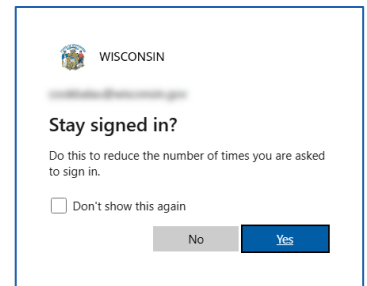 WISCONSIN
Stay signed in?
Do this to reduce the number of times you are asked
to sign in.
Don't show this again
No
Yes